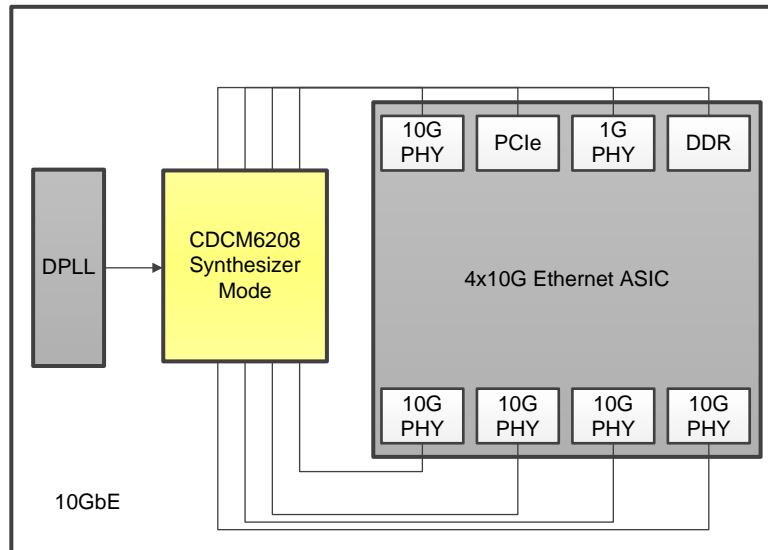 10G
PHY
PCIe
1G
PHY
DDR
DPLL
CDCM6208
Synthesizer
Mode
4x10G Ethernet ASIC
10G
PHY
10G
PHY
10G
PHY
10G
PHY
10GbE